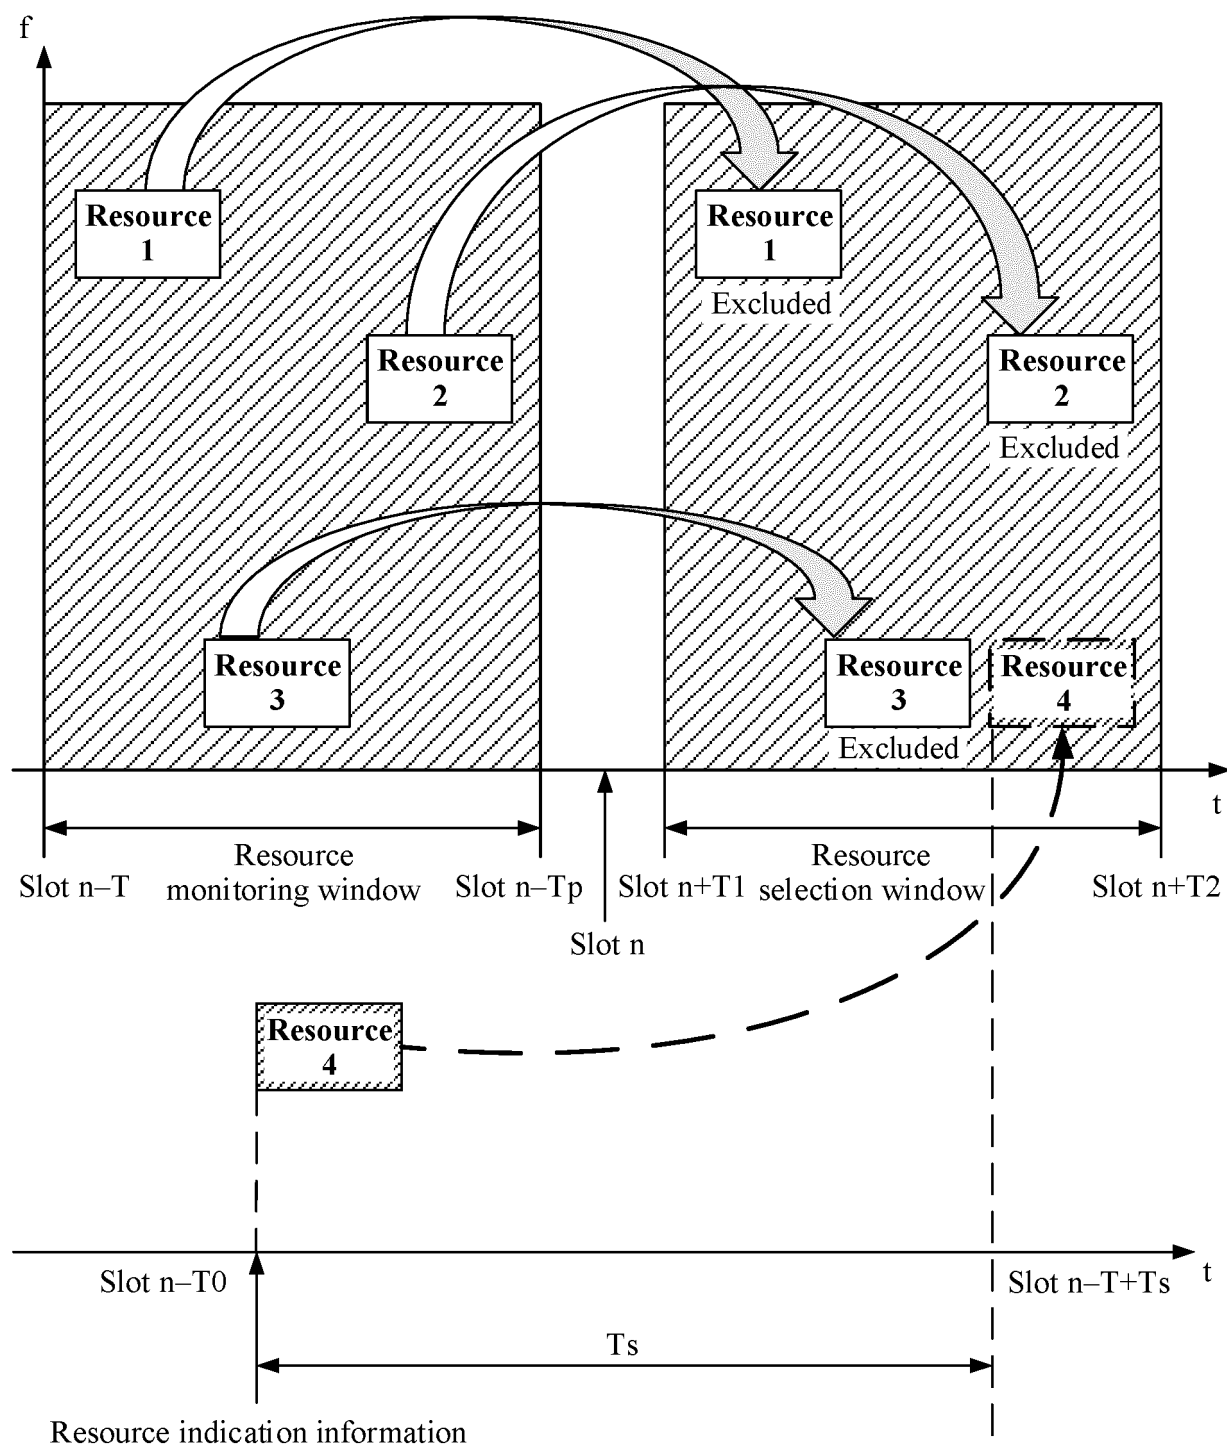 f
Resource
1
Resource
1
Excluded
Resource
2
Resource
2
Excluded
Resource
3
Resource
3
Excluded
Resource
4
t
Resource
monitoring window
Resource
selection window
Slot n–T
Slot n–Tp
Slot n+T1
Slot n+T2
Slot n
Resource
4
Slot n–T0
Slot n–T+Ts
t
Ts
Resource indication information